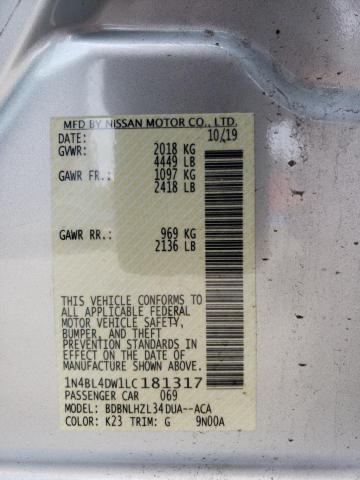 MFD BY NISSAN MOTOR CO., LTD.
DATE: 10/19
GVWR: 2018 KG
4449 LB
GAWR FR: 1097 KG
2418 LB
GAWR RR: 969 KG
2136 LB
THIS VEHICLE CONFORMS TO
ALL APPLICABLE FEDERAL
MOTOR VEHICLE SAFETY,
BUMPER, AND THEFT
PREVENTION STANDARDS
IN EFFECT ON THE DATE
OF MANUFACTURE SHOWN ABOVE.
1N4BL4DW1LC181317
PASSENGER CAR 069
MODEL: BDBNLHZL34DUA--ACA
COLOR: K23 TRIM: G 9N00A